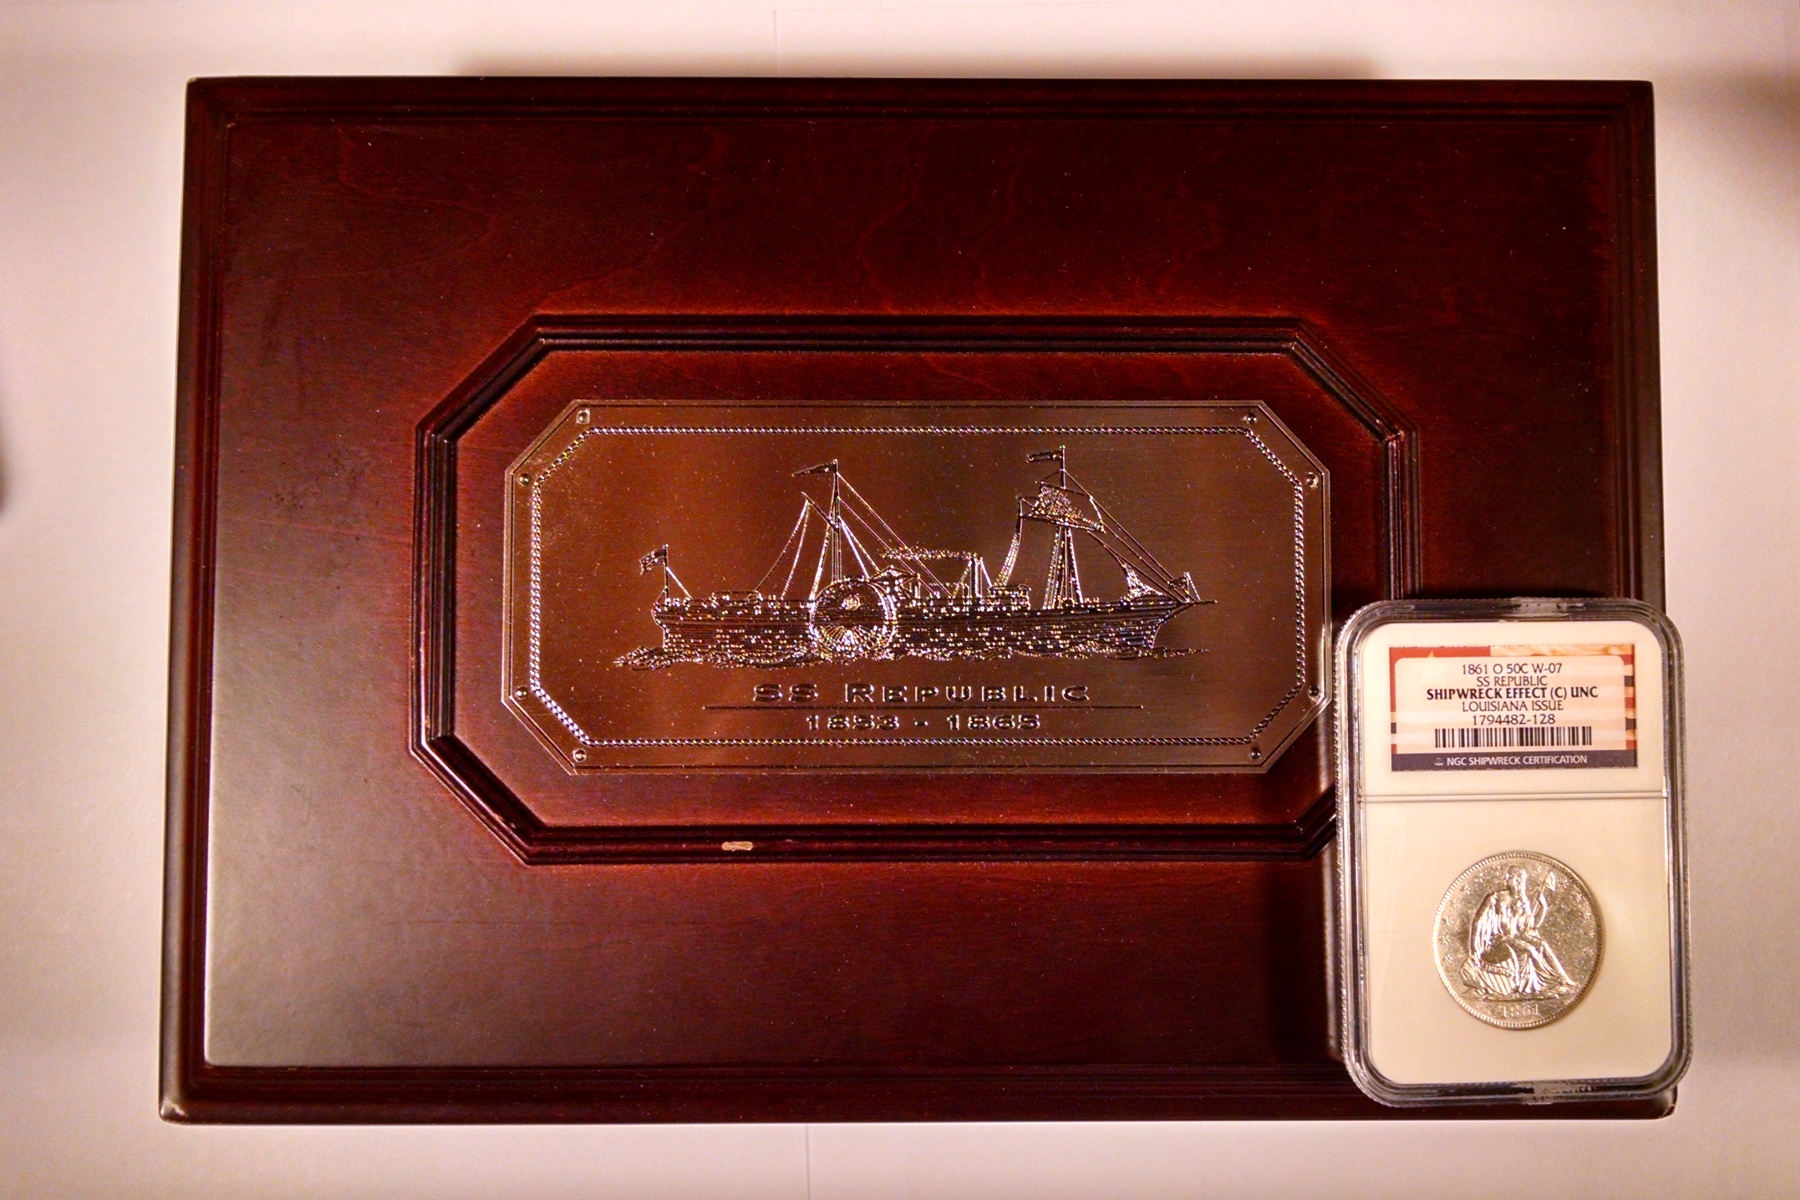 SS REPUBLIC
1853 - 1865
1861 O 50C W-07
SS REPUBLIC
SHIPWRECK EFFECT (C) UNC
LOUISIANA ISSUE
1794482-128
NGC SHIPWRECK CERTIFICATION
1861